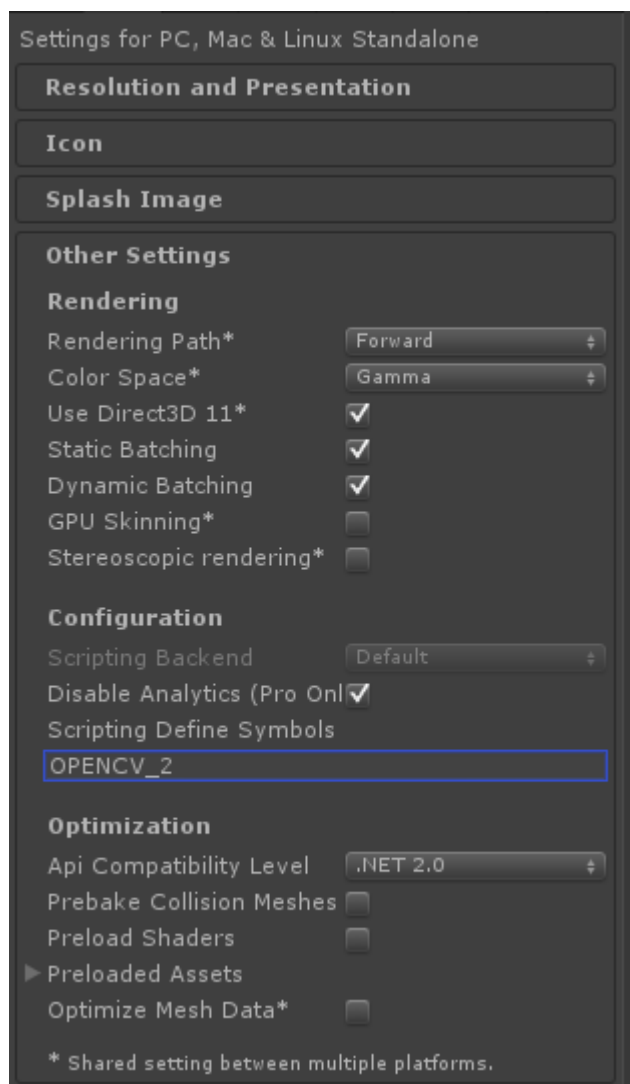 Settings for PC, Mac & Linux Standalone
Resolution and Presentation
Icon
Splash Image
Other Settings
Rendering
Rendering Path* Forward
Color Space* Gamma
Use Direct3D 11*
Static Batching
Dynamic Batching
GPU Skinning*
Stereoscopic rendering*
Configuration
Scripting Backend Default
Disable Analytics (Pro Onl
Scripting Define Symbols
OPENCV_2
Optimization
Api Compatibility Level .NET 2.0
Prebake Collision Meshes
Preload Shaders
Preloaded Assets
Optimize Mesh Data*
* Shared setting between multiple platforms.